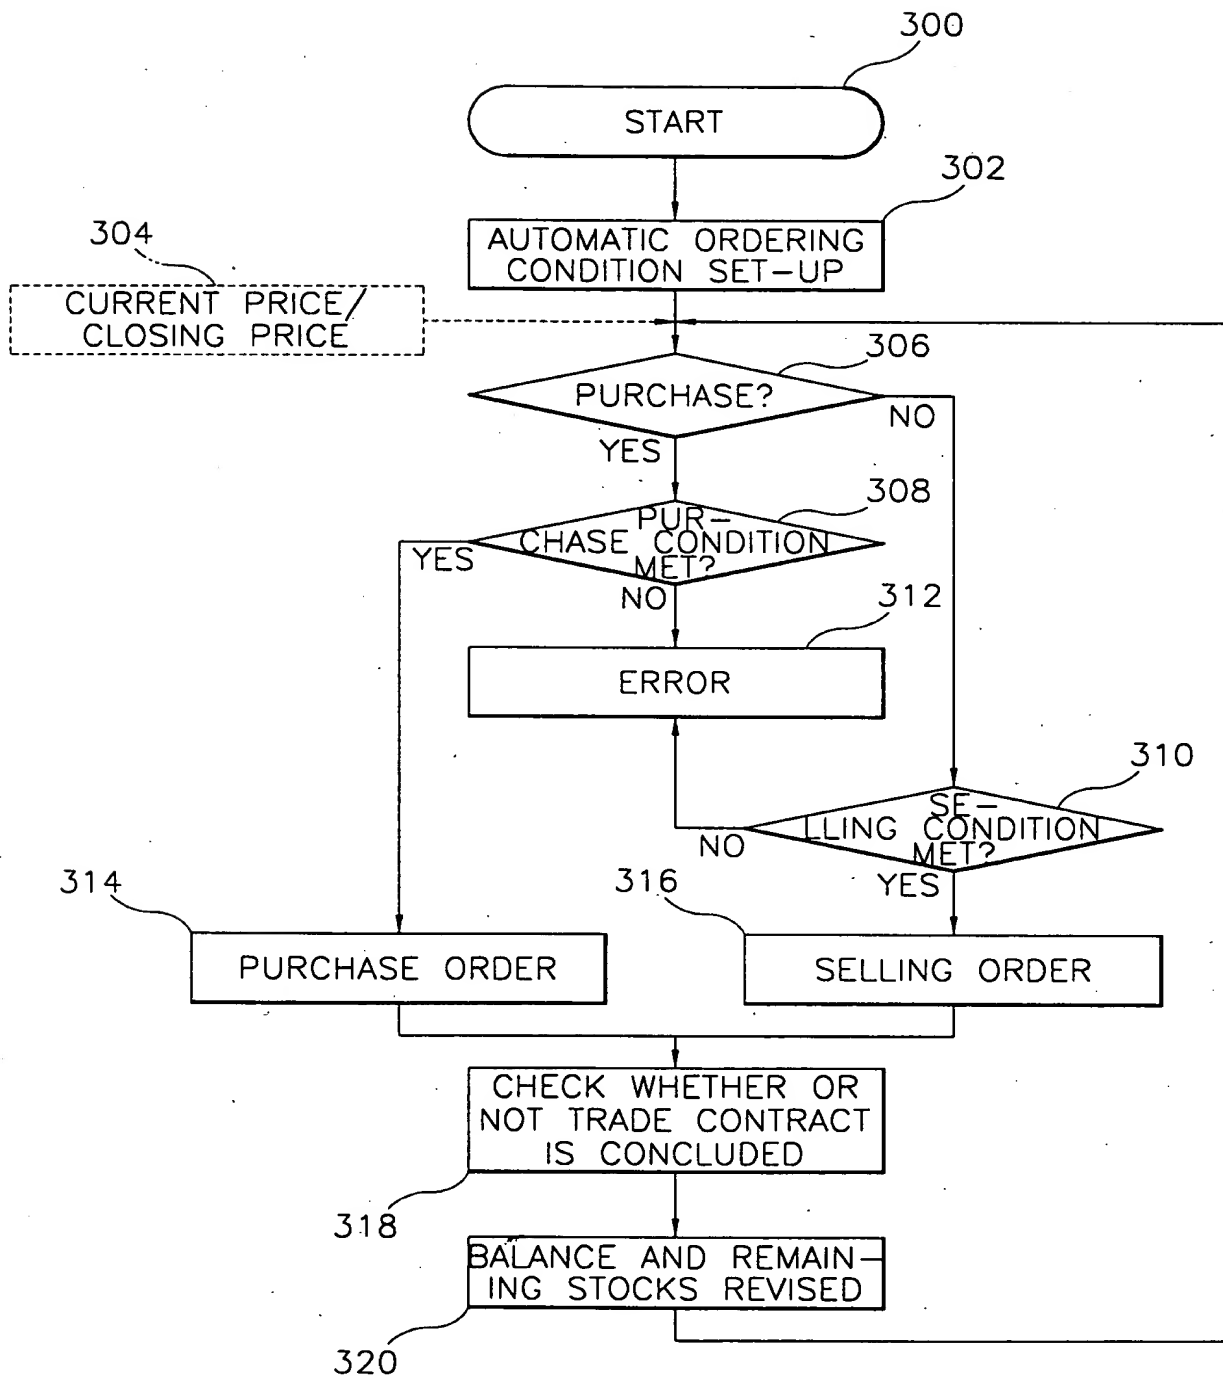 300
START
302
AUTOMATIC ORDERING
CONDITION SET-UP
304
CURRENT PRICE/
CLOSING PRICE
306
PURCHASE?
NO
YES
308
PUR-
CHASE CONDITION
MET?
YES
NO
312
ERROR
310
SE-
LLING CONDITION
MET?
NO
YES
314
316
PURCHASE ORDER
SELLING ORDER
CHECK WHETHER OR
NOT TRADE CONTRACT
IS CONCLUDED
318
BALANCE AND REMAIN-
ING STOCKS REVISED
320